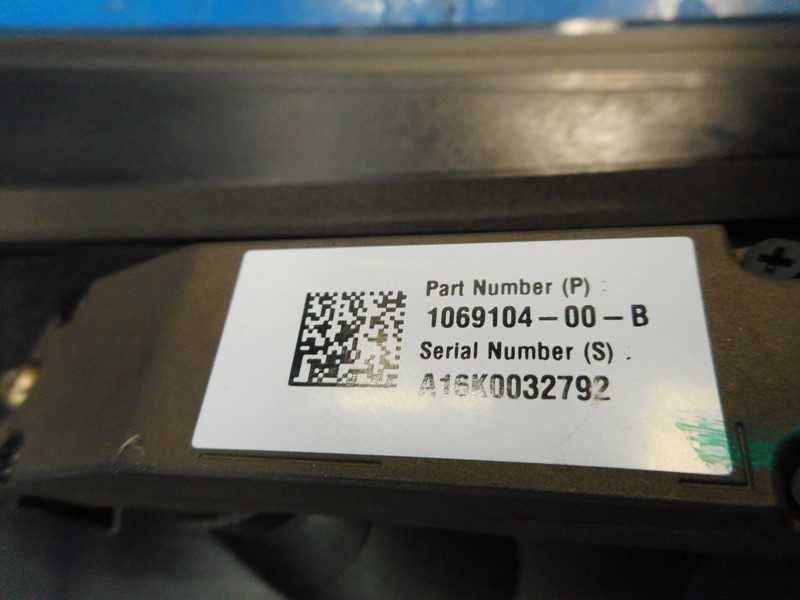 Part Number (P) :
1069104-00-B
Serial Number (S) :
A16K0032792